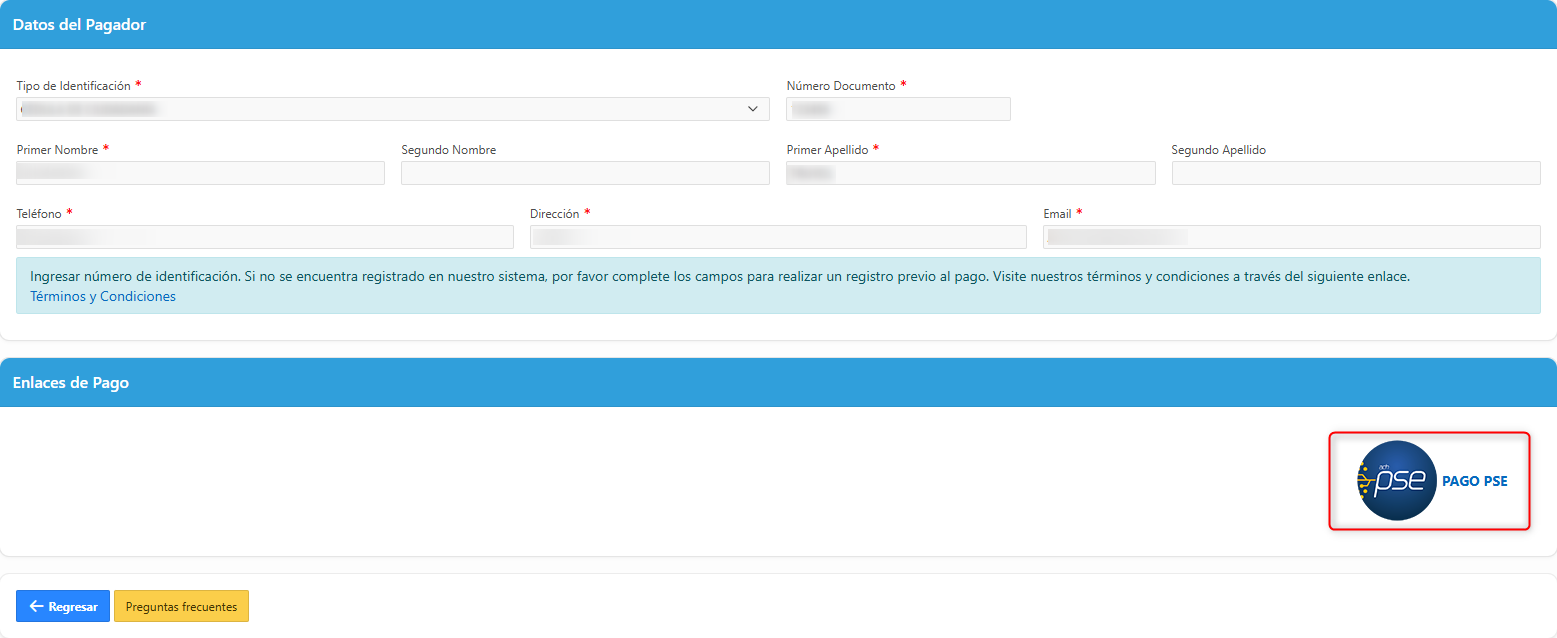 Datos del Pagador
Tipo de Identificación *
Número Documento *
Primer Nombre *
Segundo Nombre
Primer Apellido *
Segundo Apellido
Teléfono *
Dirección *
Email *
Ingresar número de identificación. Si no se encuentra registrado en nuestro sistema, por favor complete los campos para realizar un registro previo al pago. Visite nuestros términos y condiciones a través del siguiente enlace.
Términos y Condiciones
Enlaces de Pago
ach
pse
PAGO PSE
Regresar
Preguntas frecuentes